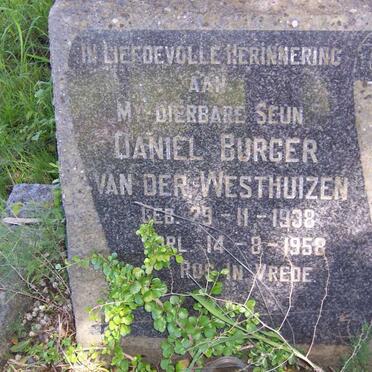 IN LIEFDEVOLLE HERINNERING
AAN
MY DIERBARE SEUN
DANIEL BURGER
VAN DER WESTHUIZEN
GEB. 29-11-1938
OORL. 14-8-1958
RUS IN VREDE